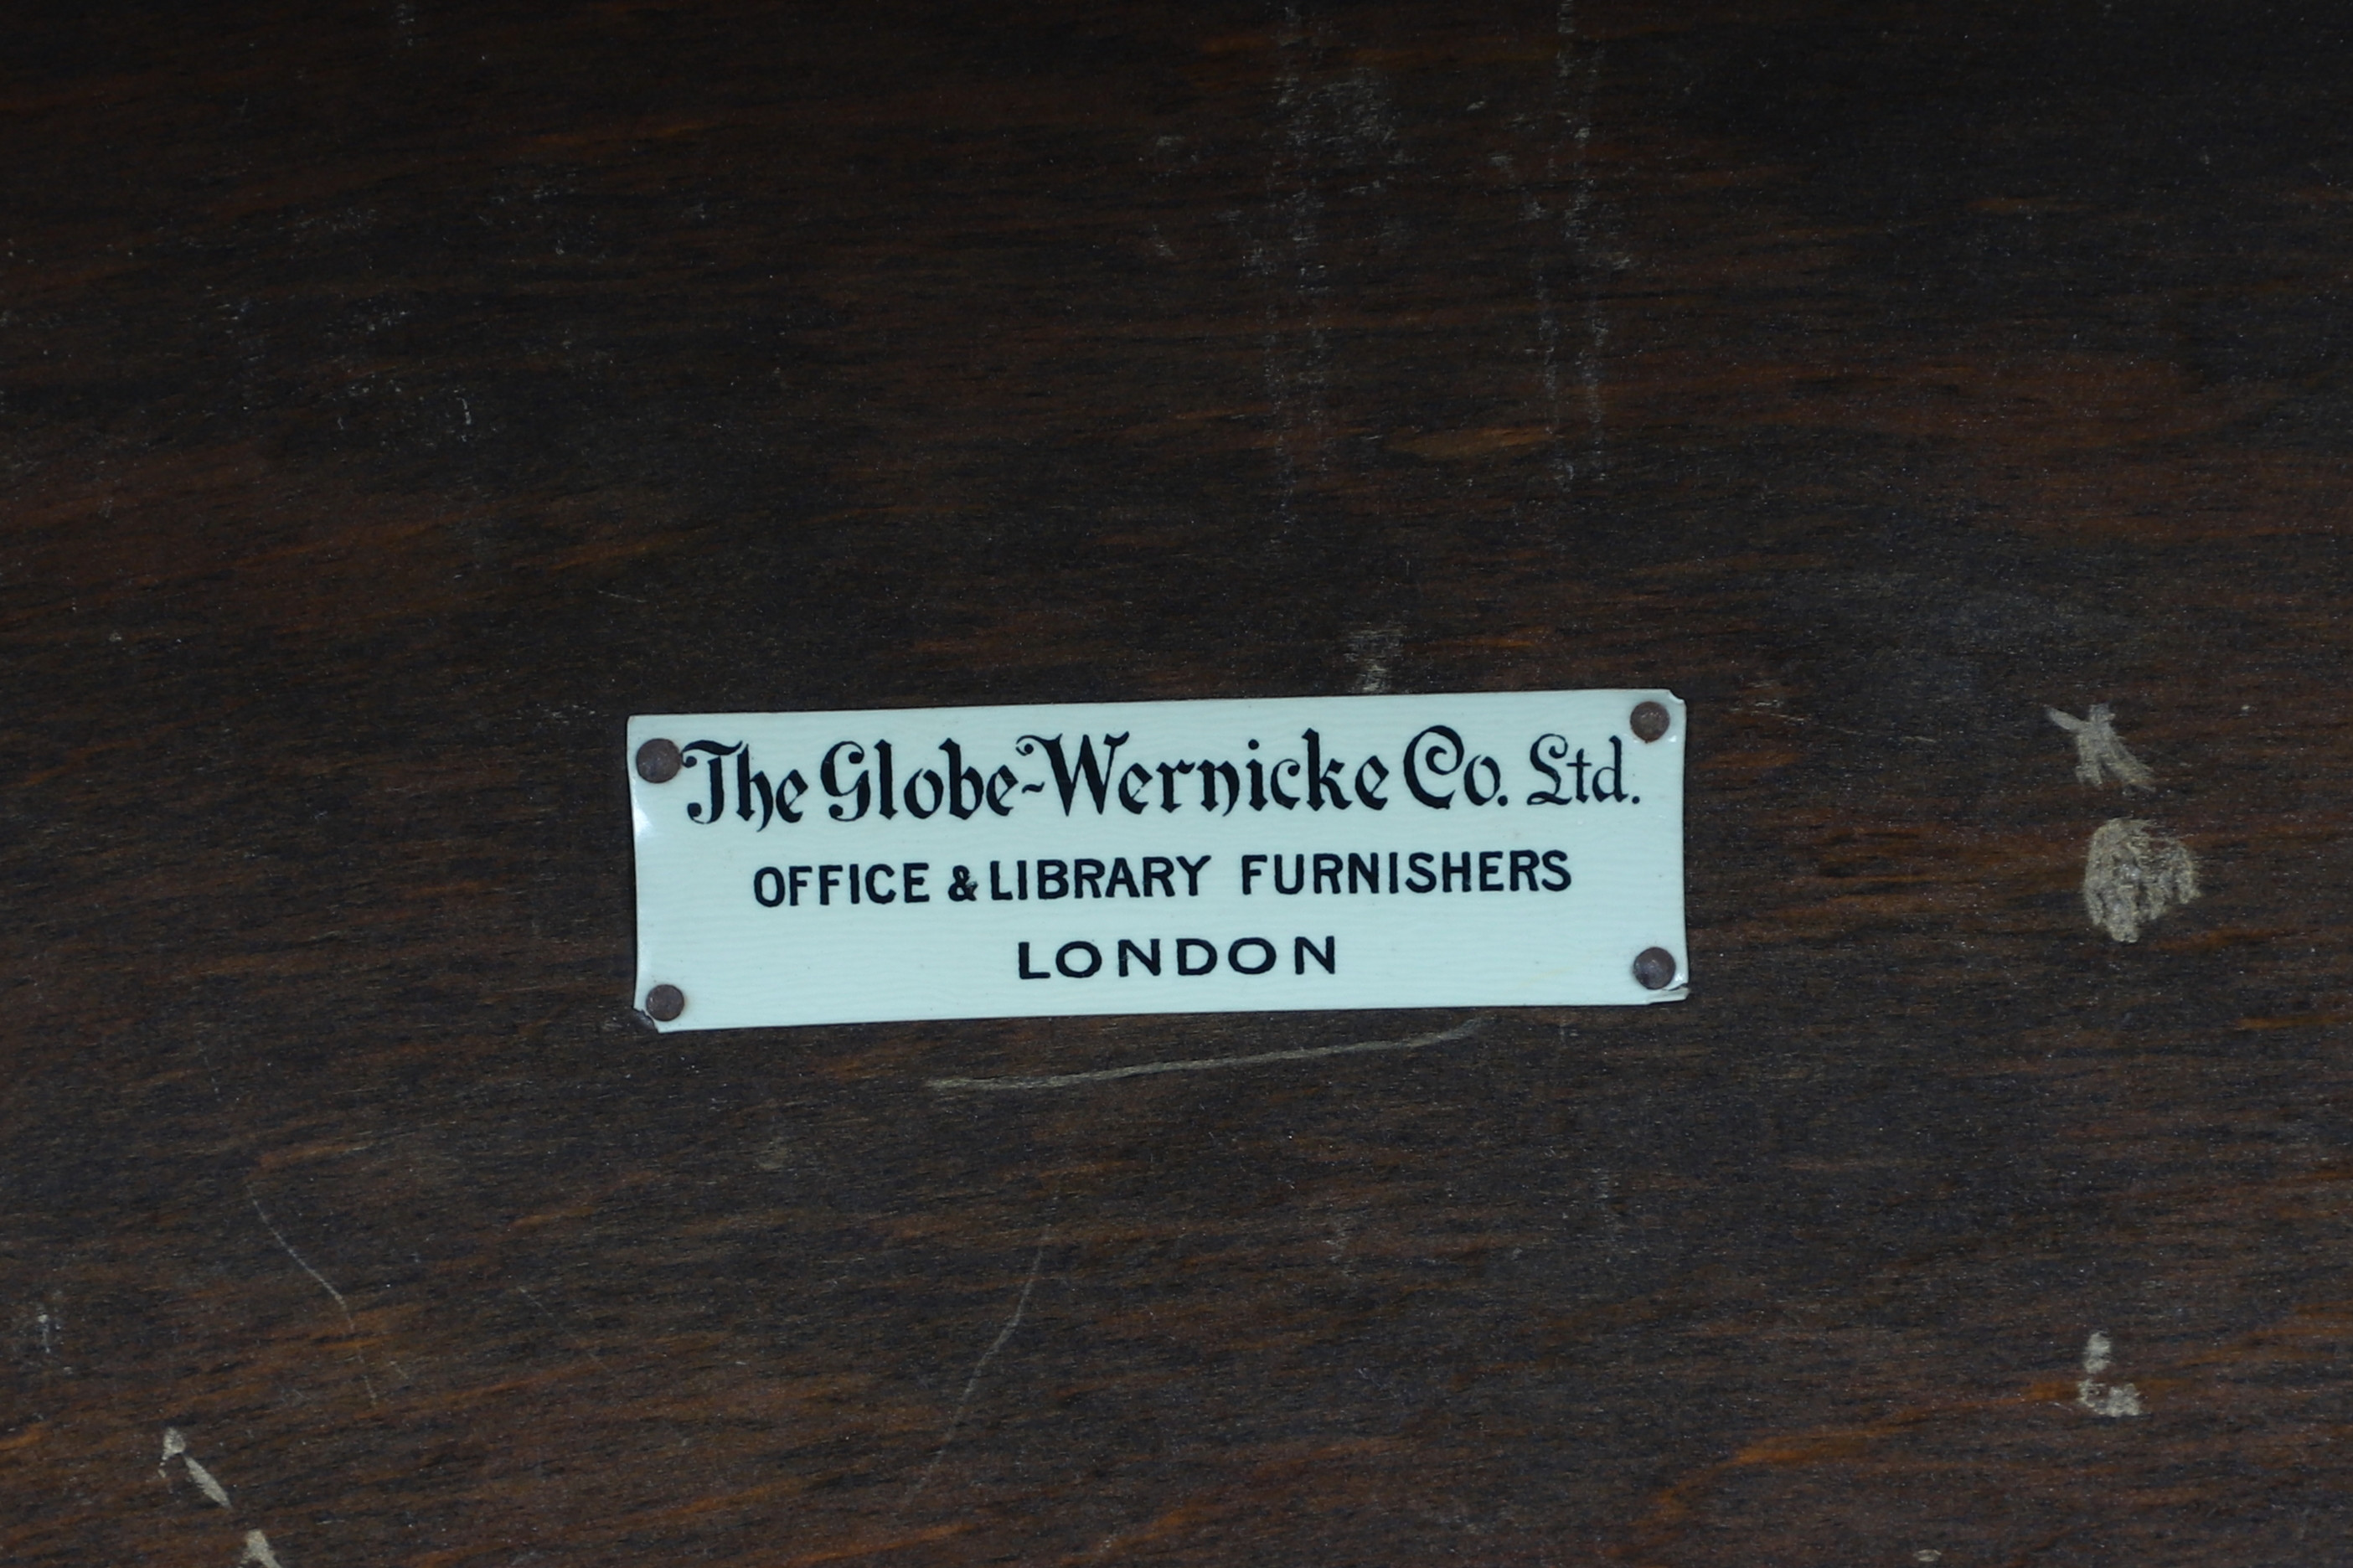 The Globe-Wernicke Co. Ltd.
OFFICE & LIBRARY FURNISHERS
LONDON